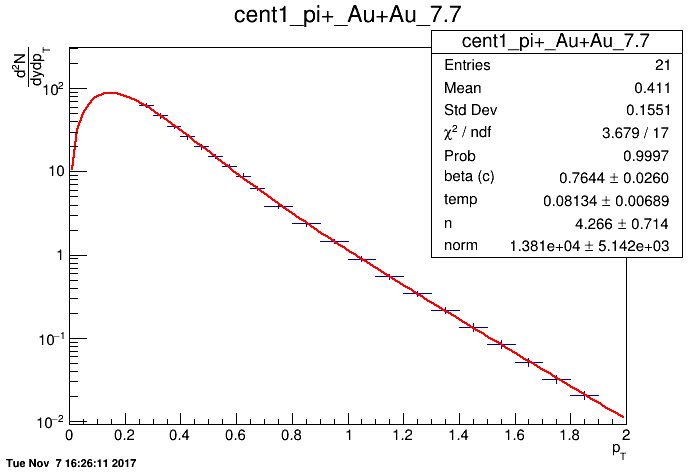 cent1_pi+_Au+Au_7.7
cent1_pi+_Au+Au_7.7
Entries 21
Mean 0.411
Std Dev 0.1551
χ² / ndf 3.679 / 17
Prob 0.9997
beta (c) 0.7644 ± 0.0260
temp 0.08134 ± 0.00689
n 4.266 ± 0.714
norm 1.381e+04 ± 5.142e+03
d²N
dydp_T
10²
10
1
10⁻¹
10⁻²
0 0.2 0.4 0.6 0.8 1 1.2 1.4 1.6 1.8 2
p_T
Tue Nov 7 16:26:11 2017